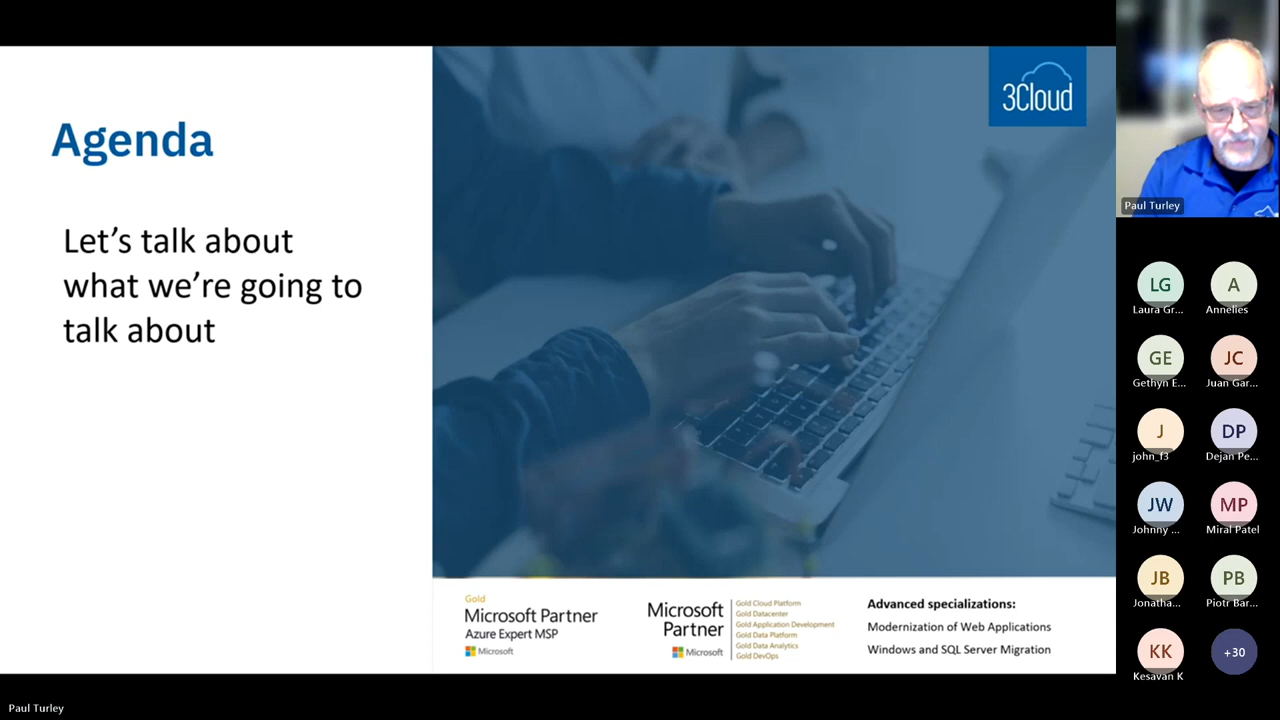 Agenda
Let's talk about
what we're going to
talk about
3Cloud
Gold
Microsoft Partner
Azure Expert MSP
Microsoft
Microsoft
Partner
Microsoft
Gold Cloud Platform
Gold Datacenter
Gold Application Development
Gold Data Platform
Gold Data Analytics
Gold DevOps
Advanced specializations:
Modernization of Web Applications
Windows and SQL Server Migration
Paul Turley
LG
Laura Gr...
A
Annelies
GE
Gethyn E...
JC
Juan Gar...
J
john_f3
DP
Dejan Pe...
JW
Johnny ...
MP
Miral Patel
JB
Jonatha...
PB
Piotr Bar...
KK
Kesavan K
+30
Paul Turley